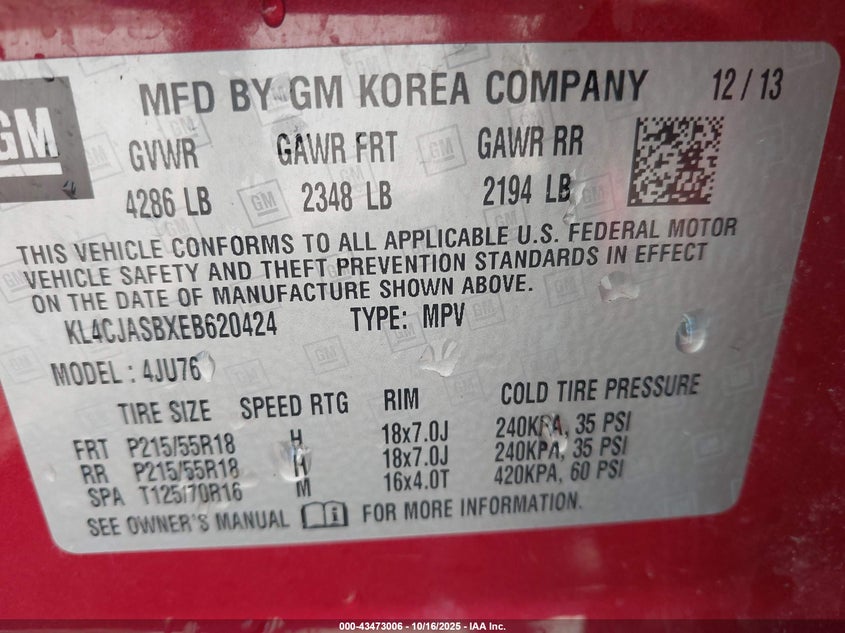 GM
MFD BY GM KOREA COMPANY 12/13
GVWR GAWR FRT GAWR RR
4286 LB 2348 LB 2194 LB
THIS VEHICLE CONFORMS TO ALL APPLICABLE U.S. FEDERAL MOTOR
VEHICLE SAFETY AND THEFT PREVENTION STANDARDS IN EFFECT
ON THE DATE OF MANUFACTURE SHOWN ABOVE.
KL4CJASBXEB620424 TYPE: MPV
MODEL : 4JU76
TIRE SIZE SPEED RTG RIM COLD TIRE PRESSURE
FRT P215/55R18 H 18x7.0J 240KPA, 35 PSI
RR P215/55R18 H 18x7.0J 240KPA, 35 PSI
SPA T125/70R16 M 16x4.0T 420KPA, 60 PSI
SEE OWNER'S MANUAL i FOR MORE INFORMATION.
000-43473006 - 10/16/2025 - IAA Inc.